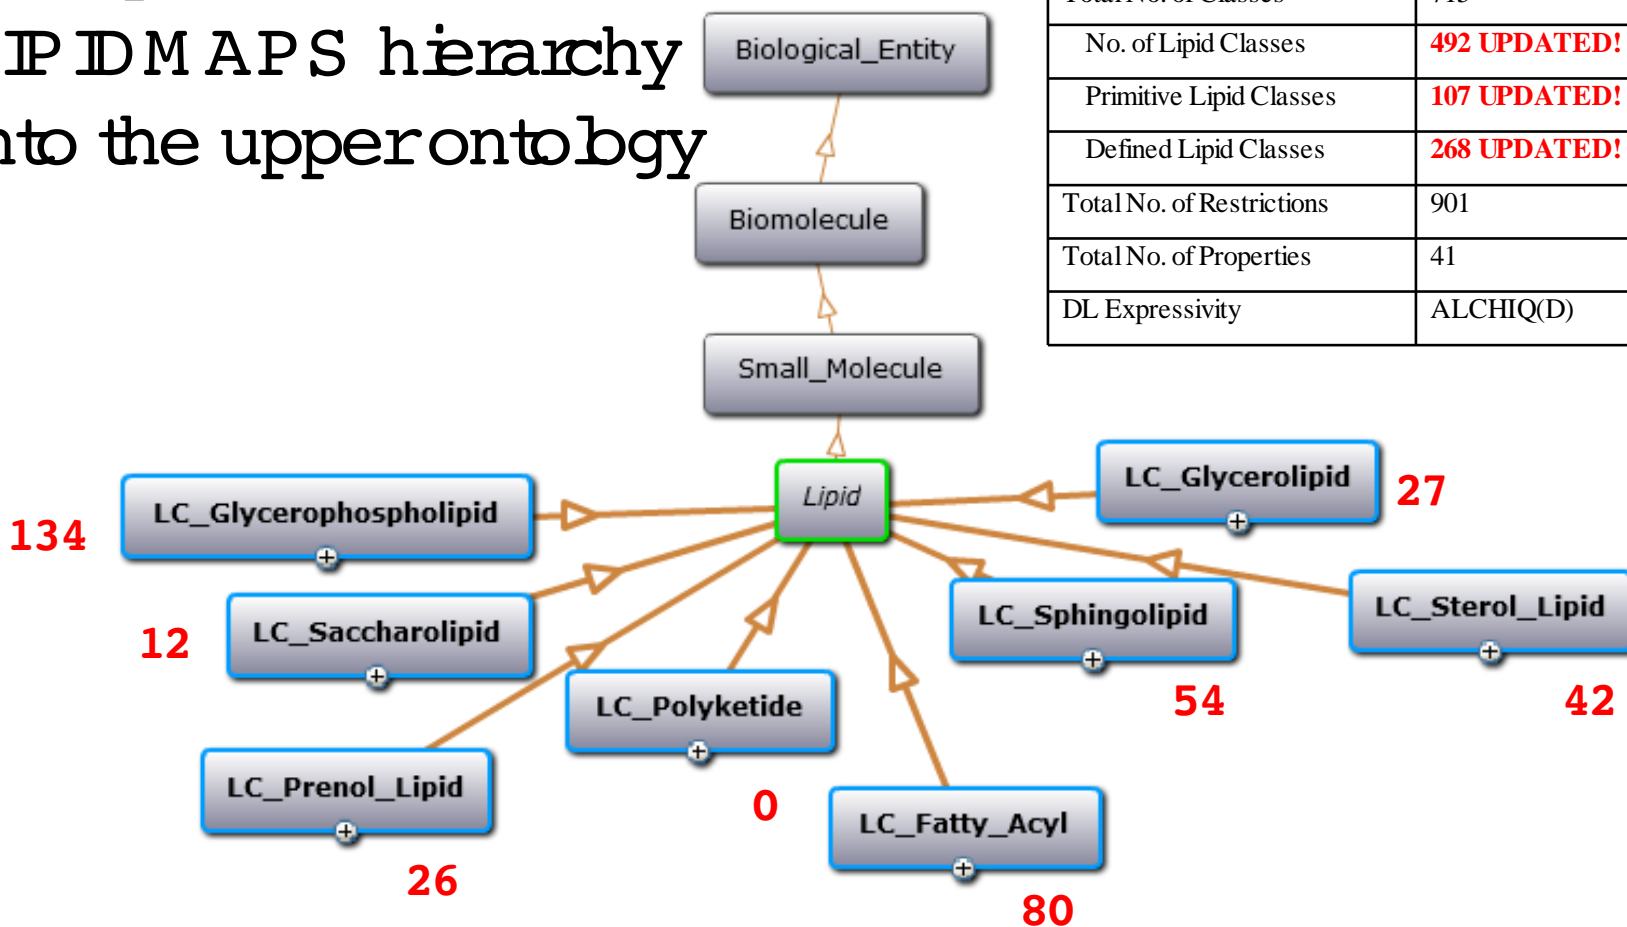 IPIDMAPS hierarchy
nto the upper ontology
Biological_Entity
Biomolecule
Small_Molecule
Lipid
No. of Lipid Classes 492 UPDATED!
Primitive Lipid Classes 107 UPDATED!
Defined Lipid Classes 268 UPDATED!
Total No. of Restrictions 901
Total No. of Properties 41
DL Expressivity ALCHIQ(D)
LC_Glycerophospholipid
134
LC_Glycerolipid
27
LC_Saccharolipid
12
LC_Sphingolipid
54
LC_Sterol_Lipid
42
LC_Polyketide
0
LC_Prenol_Lipid
26
LC_Fatty_Acyl
80